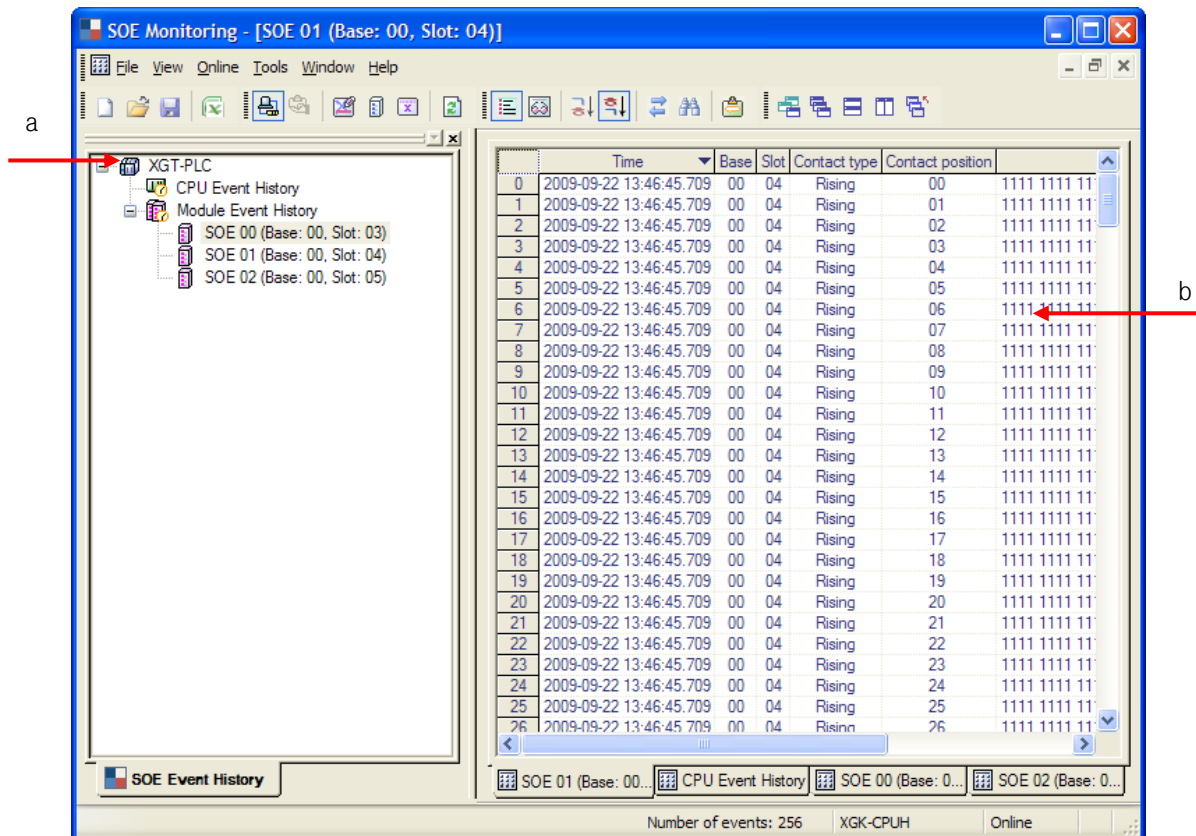 SOE Monitoring - [SOE 01 (Base: 00, Slot: 04)]
File View Online Tools Window Help
a
XGT-PLC
CPU Event History
Module Event History
SOE 00 (Base: 00, Slot: 03)
SOE 01 (Base: 00, Slot: 04)
SOE 02 (Base: 00, Slot: 05)
SOE Event History
Time Base Slot Contact type Contact position
0 2009-09-22 13:46:45.709 00 04 Rising 00 1111 1111 11
1 2009-09-22 13:46:45.709 00 04 Rising 01 1111 1111 11
2 2009-09-22 13:46:45.709 00 04 Rising 02 1111 1111 11
3 2009-09-22 13:46:45.709 00 04 Rising 03 1111 1111 11
4 2009-09-22 13:46:45.709 00 04 Rising 04 1111 1111 11
5 2009-09-22 13:46:45.709 00 04 Rising 05 1111 1111 11
6 2009-09-22 13:46:45.709 00 04 Rising 06 1111 1111 11
7 2009-09-22 13:46:45.709 00 04 Rising 07 1111 1111 11
8 2009-09-22 13:46:45.709 00 04 Rising 08 1111 1111 11
9 2009-09-22 13:46:45.709 00 04 Rising 09 1111 1111 11
10 2009-09-22 13:46:45.709 00 04 Rising 10 1111 1111 11
11 2009-09-22 13:46:45.709 00 04 Rising 11 1111 1111 11
12 2009-09-22 13:46:45.709 00 04 Rising 12 1111 1111 11
13 2009-09-22 13:46:45.709 00 04 Rising 13 1111 1111 11
14 2009-09-22 13:46:45.709 00 04 Rising 14 1111 1111 11
15 2009-09-22 13:46:45.709 00 04 Rising 15 1111 1111 11
16 2009-09-22 13:46:45.709 00 04 Rising 16 1111 1111 11
17 2009-09-22 13:46:45.709 00 04 Rising 17 1111 1111 11
18 2009-09-22 13:46:45.709 00 04 Rising 18 1111 1111 11
19 2009-09-22 13:46:45.709 00 04 Rising 19 1111 1111 11
20 2009-09-22 13:46:45.709 00 04 Rising 20 1111 1111 11
21 2009-09-22 13:46:45.709 00 04 Rising 21 1111 1111 11
22 2009-09-22 13:46:45.709 00 04 Rising 22 1111 1111 11
23 2009-09-22 13:46:45.709 00 04 Rising 23 1111 1111 11
24 2009-09-22 13:46:45.709 00 04 Rising 24 1111 1111 11
25 2009-09-22 13:46:45.709 00 04 Rising 25 1111 1111 11
26 2009-09-22 13:46:45.709 00 04 Rising 26 1111 1111 11
b
SOE 01 (Base: 00... CPU Event History SOE 00 (Base: 0... SOE 02 (Base: 0...
Number of events: 256 XGK-CPUH Online